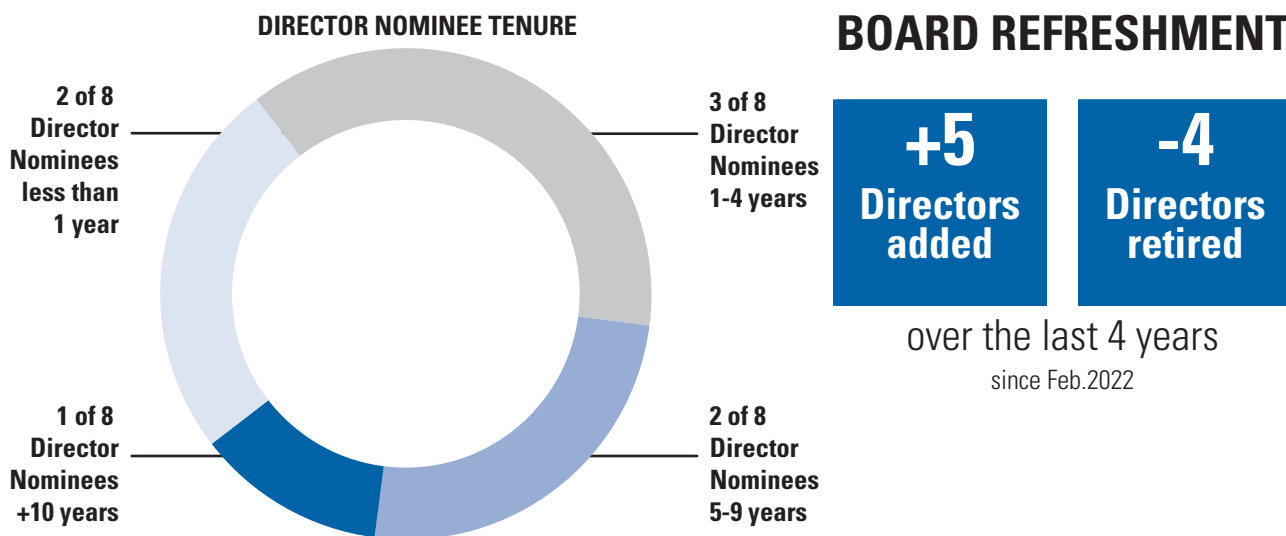 DIRECTOR NOMINEE TENURE
2 of 8
Director
Nominees
less than
1 year
3 of 8
Director
Nominees
1-4 years
1 of 8
Director
Nominees
+10 years
2 of 8
Director
Nominees
5-9 years
BOARD REFRESHMENT
+5
Directors
added
-4
Directors
retired
over the last 4 years
since Feb.2022